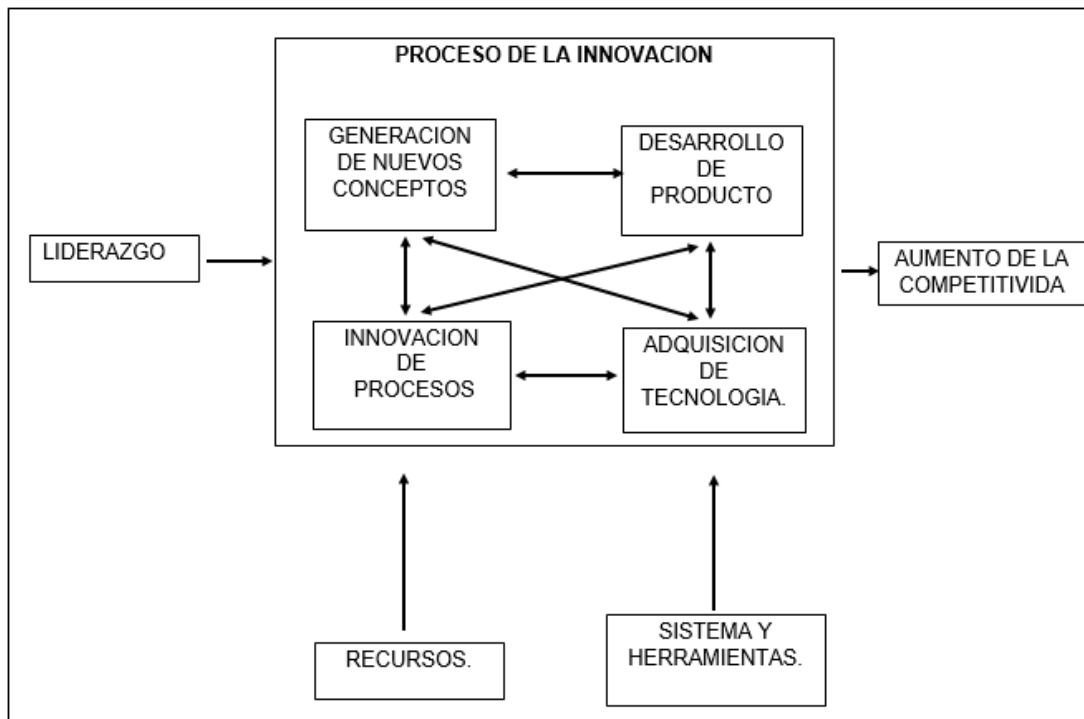 PROCESO DE LA INNOVACION
GENERACION
DE NUEVOS
CONCEPTOS
DESARROLLO
DE
PRODUCTO
LIDERAZGO
AUMENTO DE LA
COMPETITIVIDA
INNOVACION
DE
PROCESOS
ADQUISICION
DE
TECNOLOGIA.
RECURSOS.
SISTEMA Y
HERRAMIENTAS.